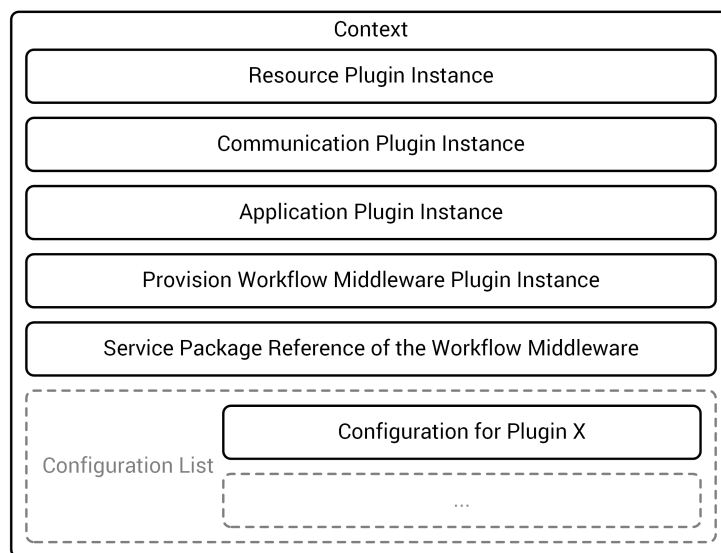 Context
Resource Plugin Instance
Communication Plugin Instance
Application Plugin Instance
Provision Workflow Middleware Plugin Instance
Service Package Reference of the Workflow Middleware
Configuration List
Configuration for Plugin X
...